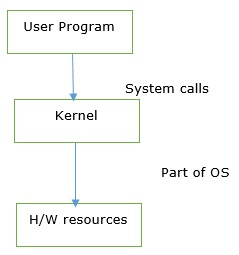 User Program
System calls
Kernel
Part of OS
H/W resources